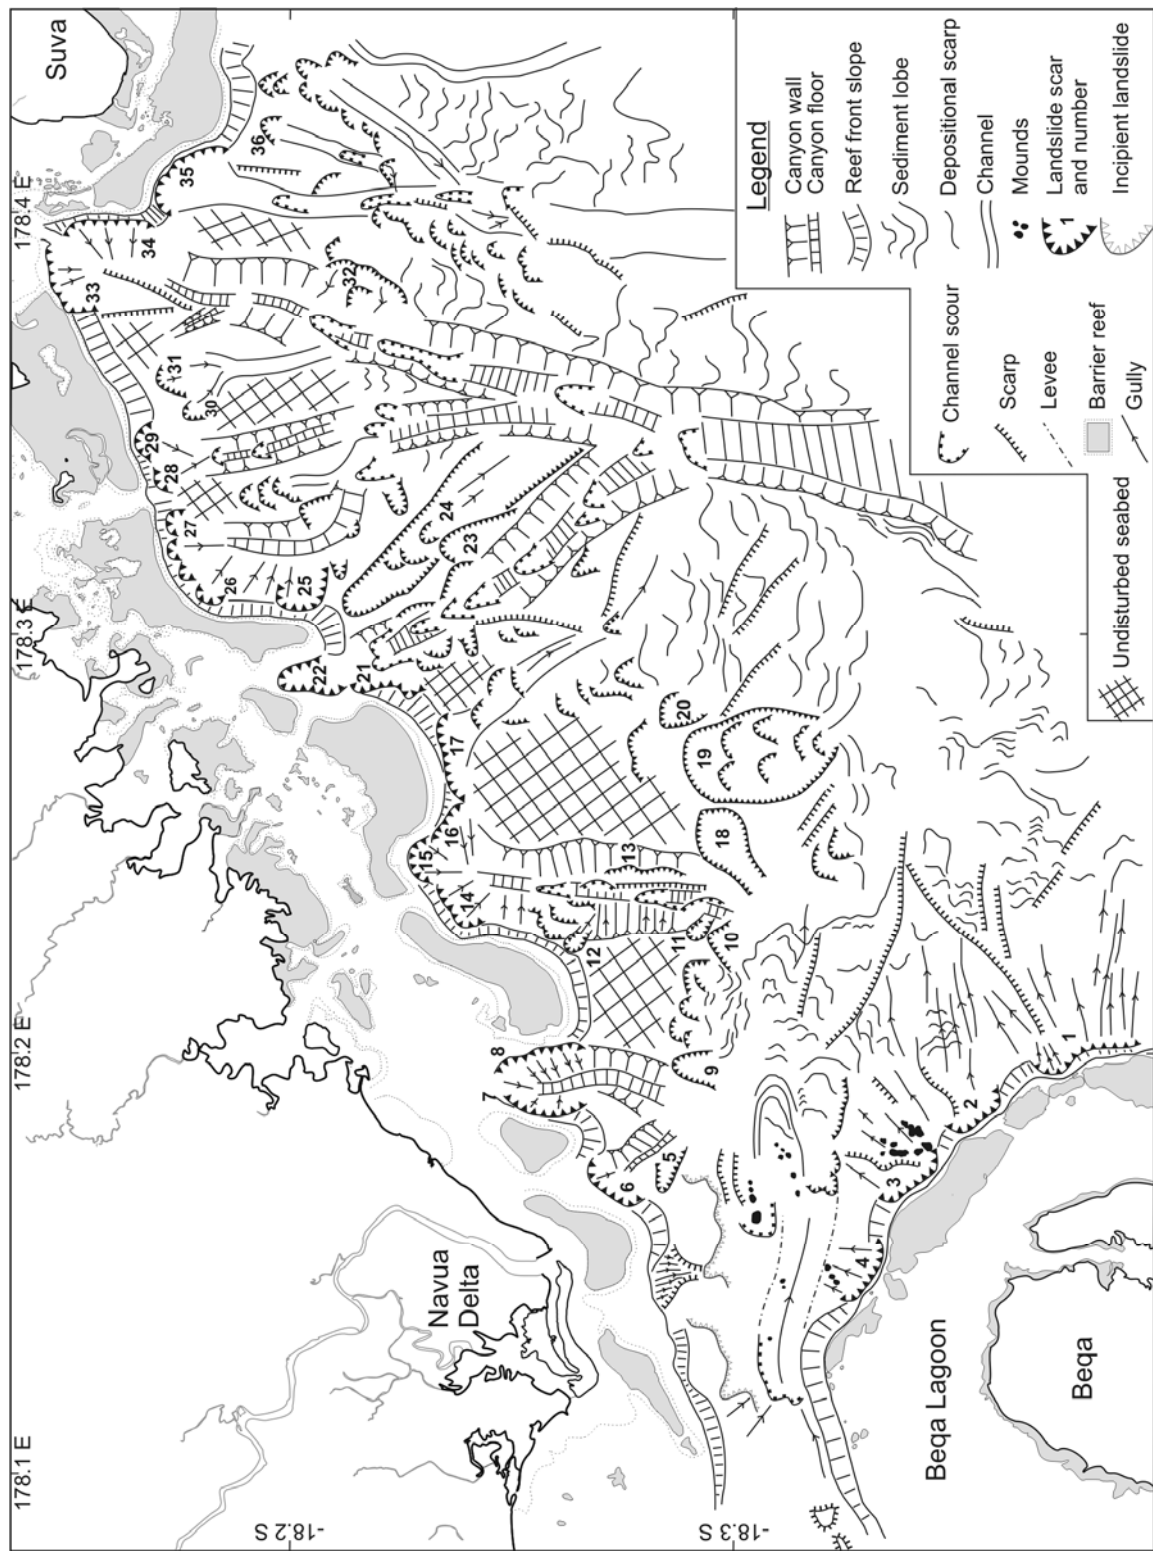 Suva
178.4 E
178.3 E
178.2 E
178.1 E
-18.2 S
-18.3 S
Navua
Delta
Beqa Lagoon
Beqa
1
2
3
4
5
6
7
8
9
10
11
12
13
14
15
16
17
18
19
20
21
22
23
24
25
26
27
28
29
30
31
32
33
34
35
36
Legend
Canyon wall
Canyon floor
Reef front slope
Sediment lobe
Depositional scarp
Channel
Mounds
1
Landslide scar
and number
Incipient landslide
Channel scour
Scarp
Levee
Barrier reef
Gully
Undisturbed seabed